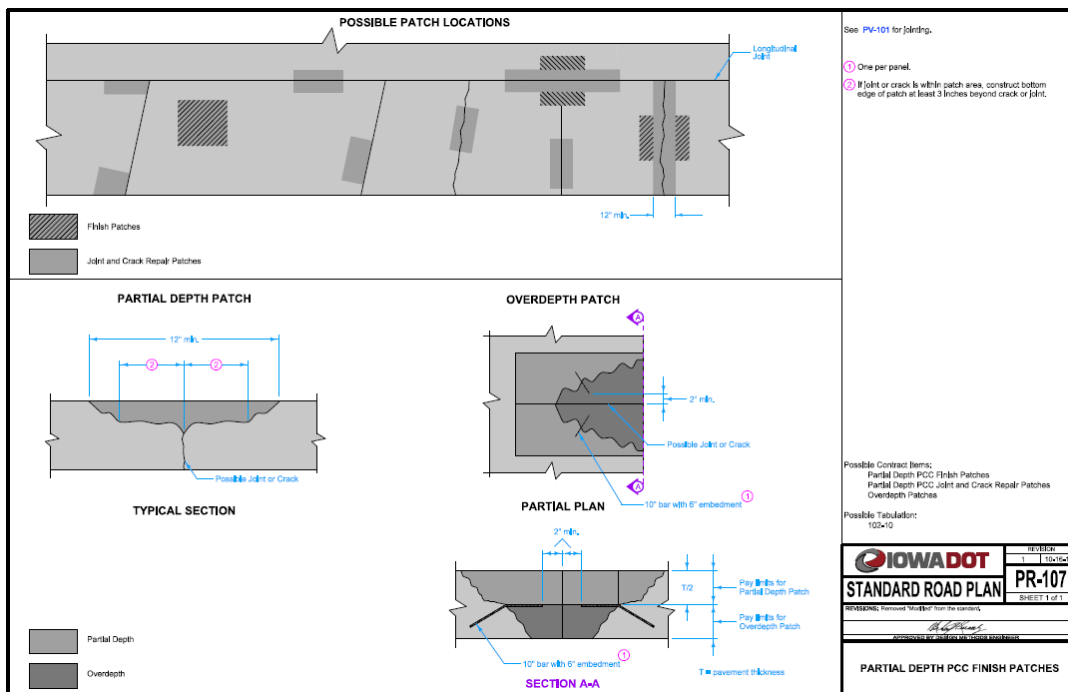 POSSIBLE PATCH LOCATIONS
Longitudinal
Joint
12" min.
Finish Patches
Joint and Crack Repair Patches
See PV-101 for jointing.
1 One per panel.
2 If joint or crack is within patch area, construct bottom
edge of patch at least 3 inches beyond crack or joint.
PARTIAL DEPTH PATCH
12" min.
2 2
Possible Joint or Crack
TYPICAL SECTION
OVERDEPTH PATCH
A
2" min.
Possible Joint or Crack
A
10" bar with 6" embedment 1
PARTIAL PLAN
2" min.
T/2
Pay limits for
Partial Depth Patch
Pay limits for
Overdepth Patch
10" bar with 6" embedment 1
T = pavement thickness
SECTION A-A
Partial Depth
Overdepth
Possible Contract Items:
Partial Depth PCC Finish Patches
Partial Depth PCC Joint and Crack Repair Patches
Overdepth Patches
Possible Tabulation:
102-10
IOWADOT
STANDARD ROAD PLAN
REVISION
1
PR-107
SHEET 1 of 1
REVISIONS: Removed "Modified" from the standard.
APPROVED BY DESIGN METHODS ENGINEER
PARTIAL DEPTH PCC FINISH PATCHES